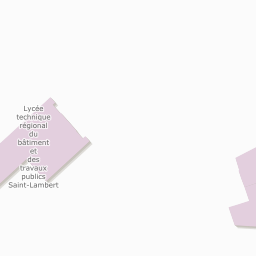 Lycée
technique
régional
du
bâtiment
et
des
travaux
publics
Saint-Lambert